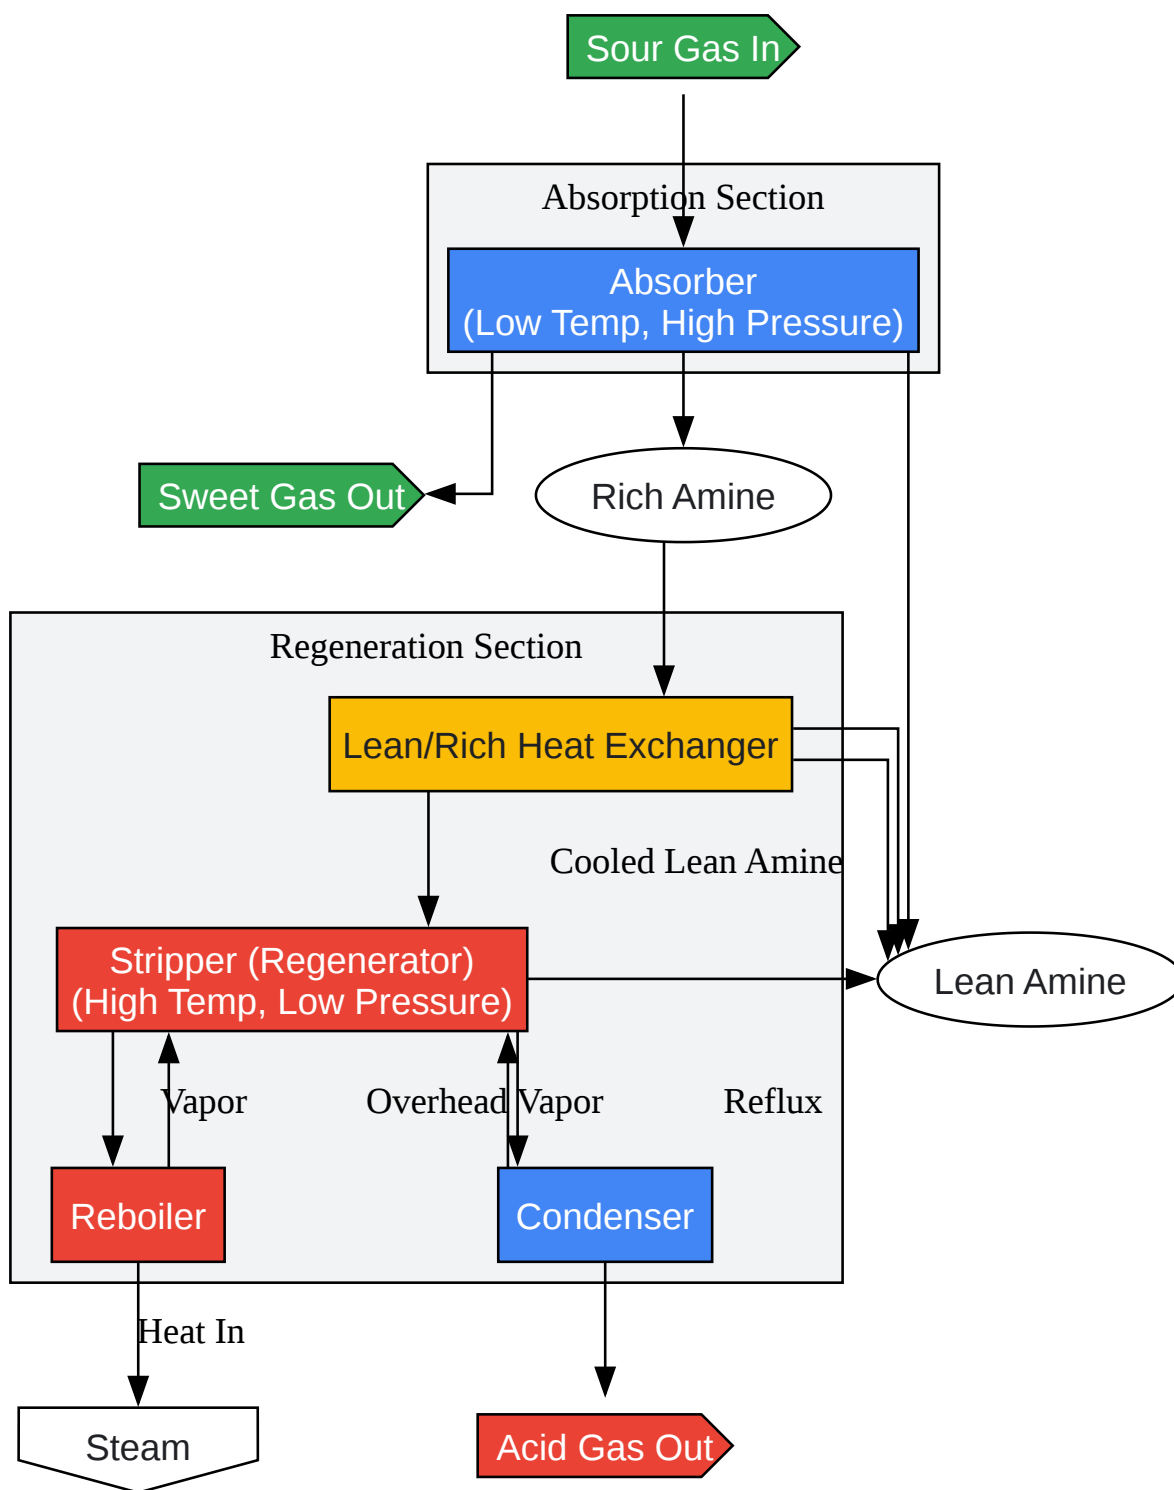 Sour Gas In
Absorption Section
Absorber
(Low Temp, High Pressure)
Sweet Gas Out
Rich Amine
Regeneration Section
Lean/Rich Heat Exchanger
Cooled Lean Amine
Stripper (Regenerator)
(High Temp, Low Pressure)
Lean Amine
Vapor
Overhead Vapor
Reflux
Reboiler
Condenser
Heat In
Steam
Acid Gas Out